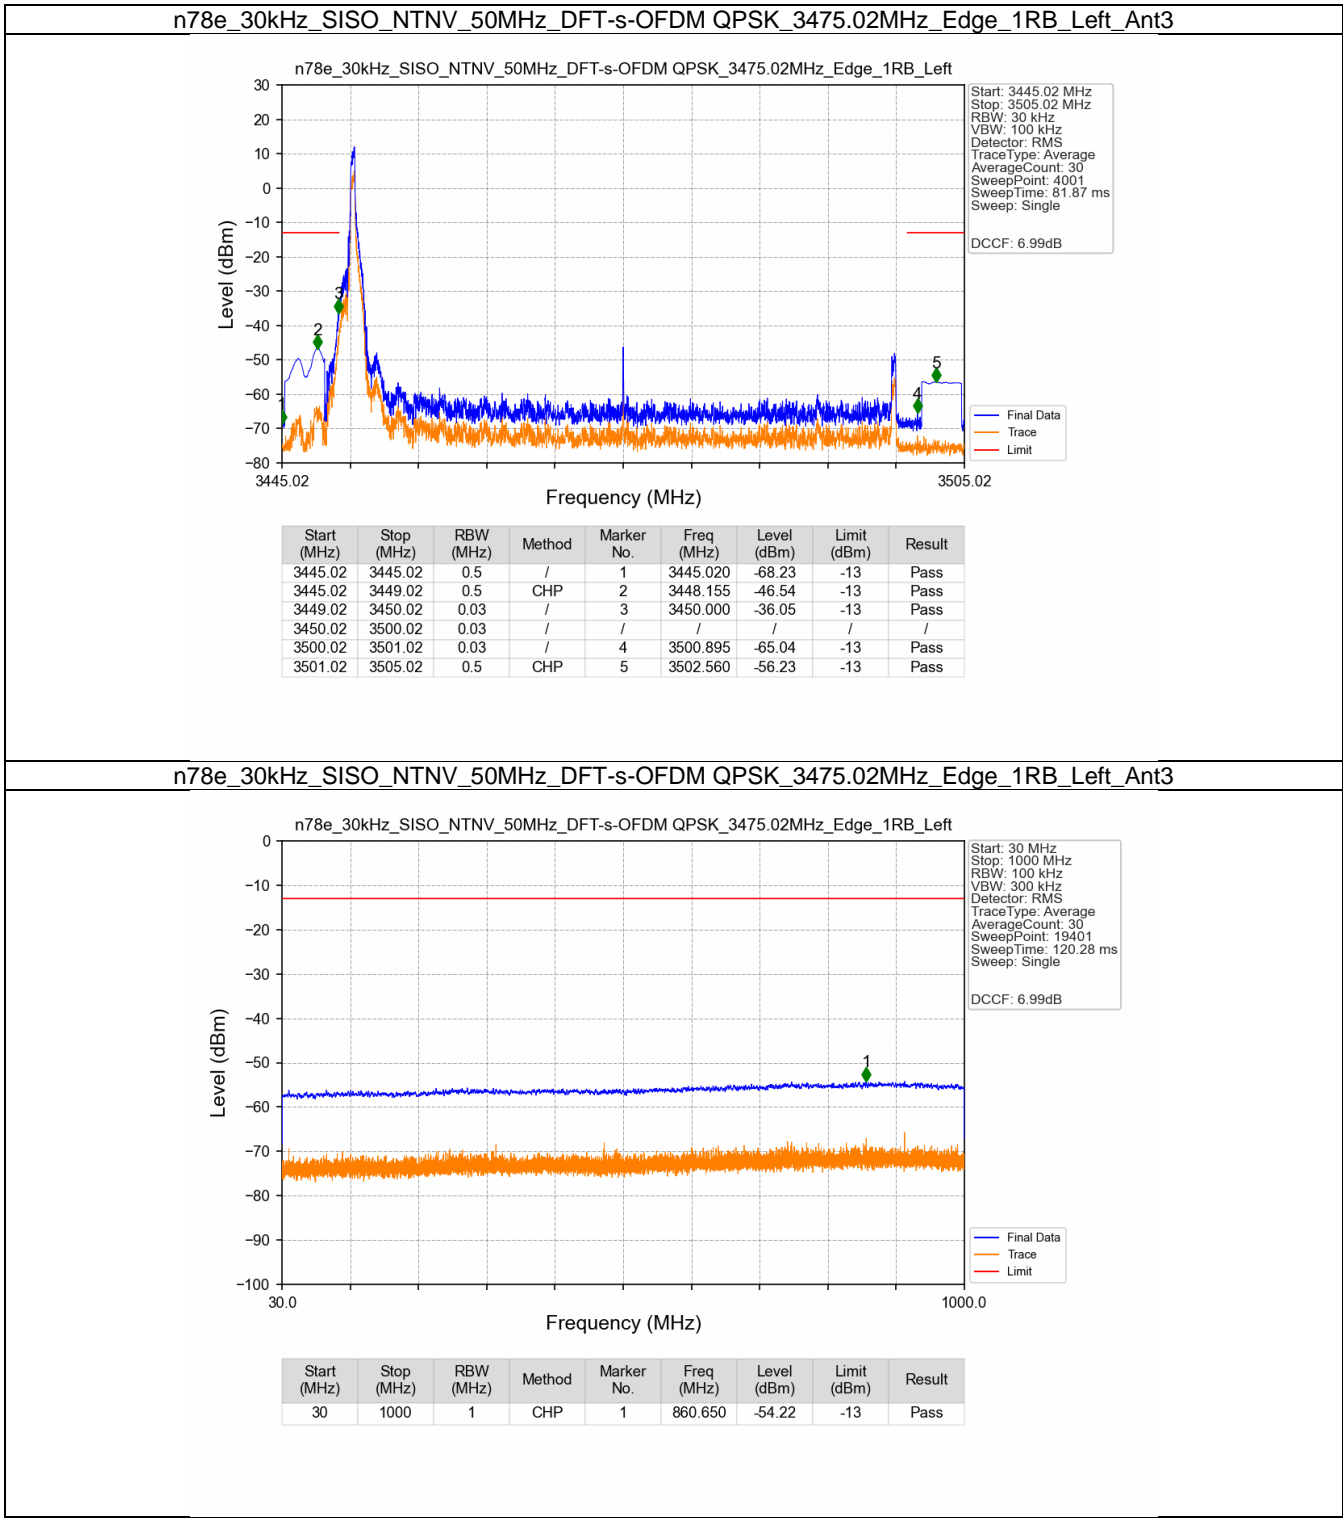 n78e_30kHz_SISO_NTNV_50MHz_DFT-s-OFDM QPSK_3475.02MHz_Edge_1RB_Left_Ant3
n78e_30kHz_SISO_NTNV_50MHz_DFT-s-OFDM QPSK_3475.02MHz_Edge_1RB_Left
30
20
10
0
−10
−20
−30
−40
−50
−60
−70
−80
Level (dBm)
2
3
4
5
3445.02
3505.02
Frequency (MHz)
Start: 3445.02 MHz
Stop: 3505.02 MHz
RBW: 30 kHz
VBW: 100 kHz
Detector: RMS
TraceType: Average
AverageCount: 30
SweepPoint: 4001
SweepTime: 81.87 ms
Sweep: Single
DCCF: 6.99dB
Final Data
Trace
Limit
Start (MHz) Stop (MHz) RBW (MHz) Method Marker No. Freq (MHz) Level (dBm) Limit (dBm) Result
3445.02 3445.02 0.5 / 1 3445.020 -68.23 -13 Pass
3445.02 3449.02 0.5 CHP 2 3448.155 -46.54 -13 Pass
3449.02 3450.02 0.03 / 3 3450.000 -36.05 -13 Pass
3450.02 3500.02 0.03 / / / / / /
3500.02 3501.02 0.03 / 4 3500.895 -65.04 -13 Pass
3501.02 3505.02 0.5 CHP 5 3502.560 -56.23 -13 Pass
n78e_30kHz_SISO_NTNV_50MHz_DFT-s-OFDM QPSK_3475.02MHz_Edge_1RB_Left_Ant3
n78e_30kHz_SISO_NTNV_50MHz_DFT-s-OFDM QPSK_3475.02MHz_Edge_1RB_Left
0
−10
−20
−30
−40
−50
−60
−70
−80
−90
−100
Level (dBm)
1
30.0
1000.0
Frequency (MHz)
Start: 30 MHz
Stop: 1000 MHz
RBW: 100 kHz
VBW: 300 kHz
Detector: RMS
TraceType: Average
AverageCount: 30
SweepPoint: 19401
SweepTime: 120.28 ms
Sweep: Single
DCCF: 6.99dB
Final Data
Trace
Limit
Start (MHz) Stop (MHz) RBW (MHz) Method Marker No. Freq (MHz) Level (dBm) Limit (dBm) Result
30 1000 1 CHP 1 860.650 -54.22 -13 Pass